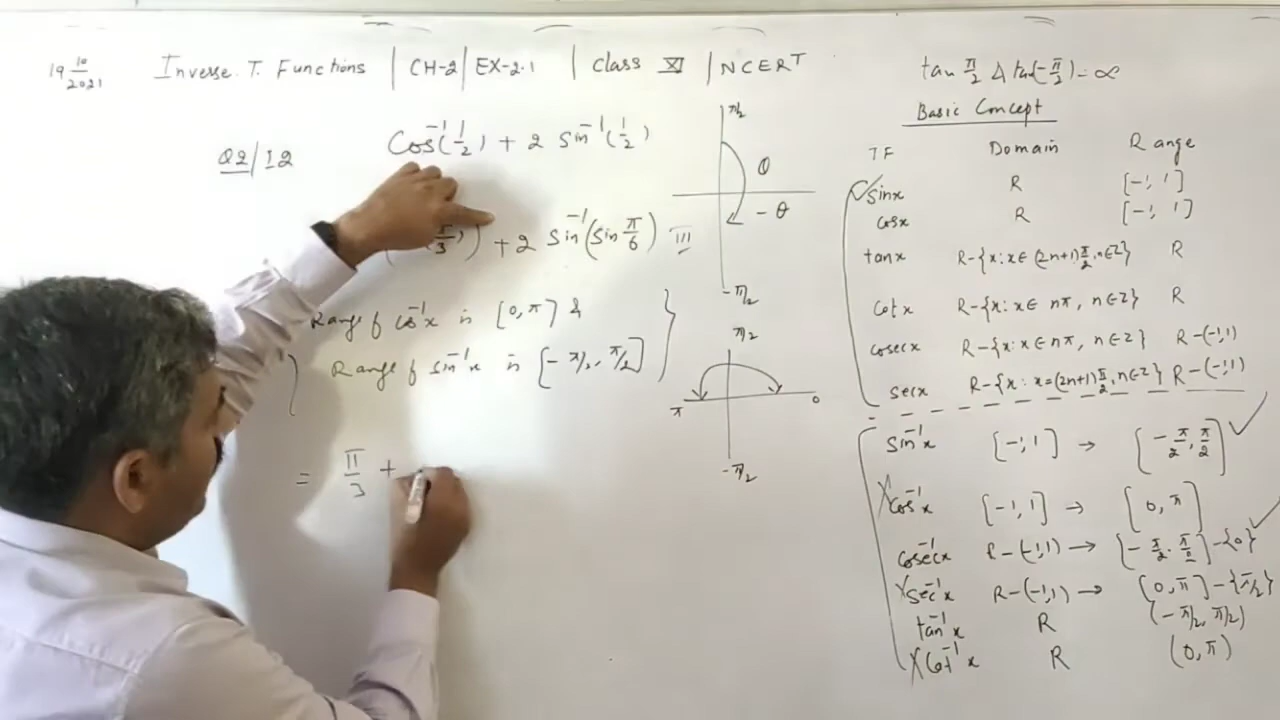 19 10/2021 Inverse. T. Functions | CH-2 | EX-2.1 | Class XI | NCERT
Q2/12
Cos⁻¹(1/2) + 2 sin⁻¹(1/2)
π/3) + 2 sin⁻¹(sin π/6) III
Range of cos⁻¹x is [0, π] &
Range of sin⁻¹x is [-π/2, π/2]
= π/3 +
π/2
θ
-θ
-π/2
π/2
π 0
-π/2
tan π/2 & tan(-π/2) = ∞
Basic Concept
TF Domain Range
sinx R [-1, 1]
cosx R [-1, 1]
tanx R-{x: x∈ (2n+1)π/2, n∈Z} R
cotx R-{x: x∈ nπ, n∈Z} R
cosecx R-{x: x∈ nπ, n∈Z} R-(-1,1)
secx R-{x: x=(2n+1)π/2, n∈Z} R-(-1,1)
sin⁻¹x [-1, 1] → [-π/2, π/2]
cos⁻¹x [-1, 1] → [0, π]
cosec⁻¹x R-(-1,1) → [-π/2, π/2]-{0}
sec⁻¹x R-(-1,1) → [0, π]-{π/2}
tan⁻¹x R (-π/2, π/2)
cot⁻¹x R (0, π)